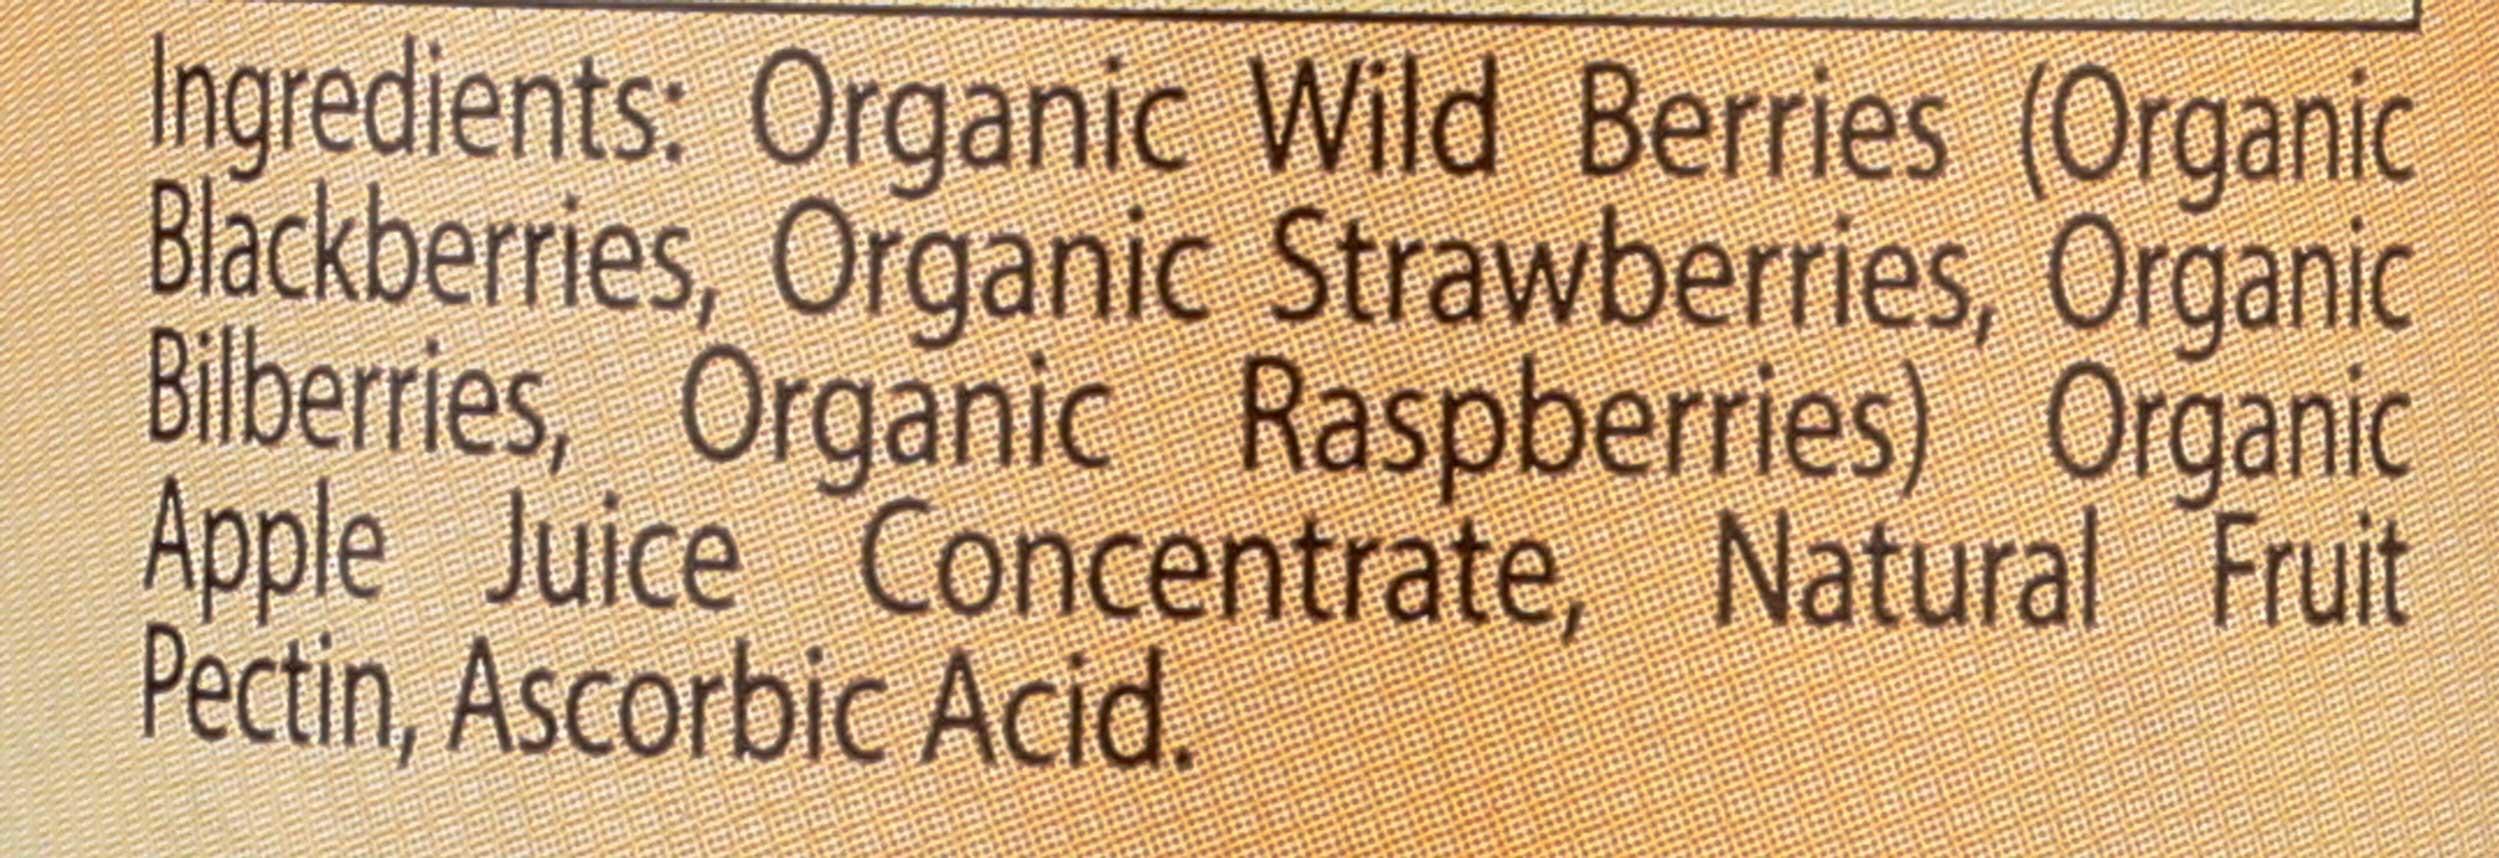 Ingredients: Organic Wild Berries (Organic
Blackberries, Organic Strawberries, Organic
Bilberries, Organic Raspberries) Organic
Apple Juice Concentrate, Natural Fruit
Pectin, Ascorbic Acid.